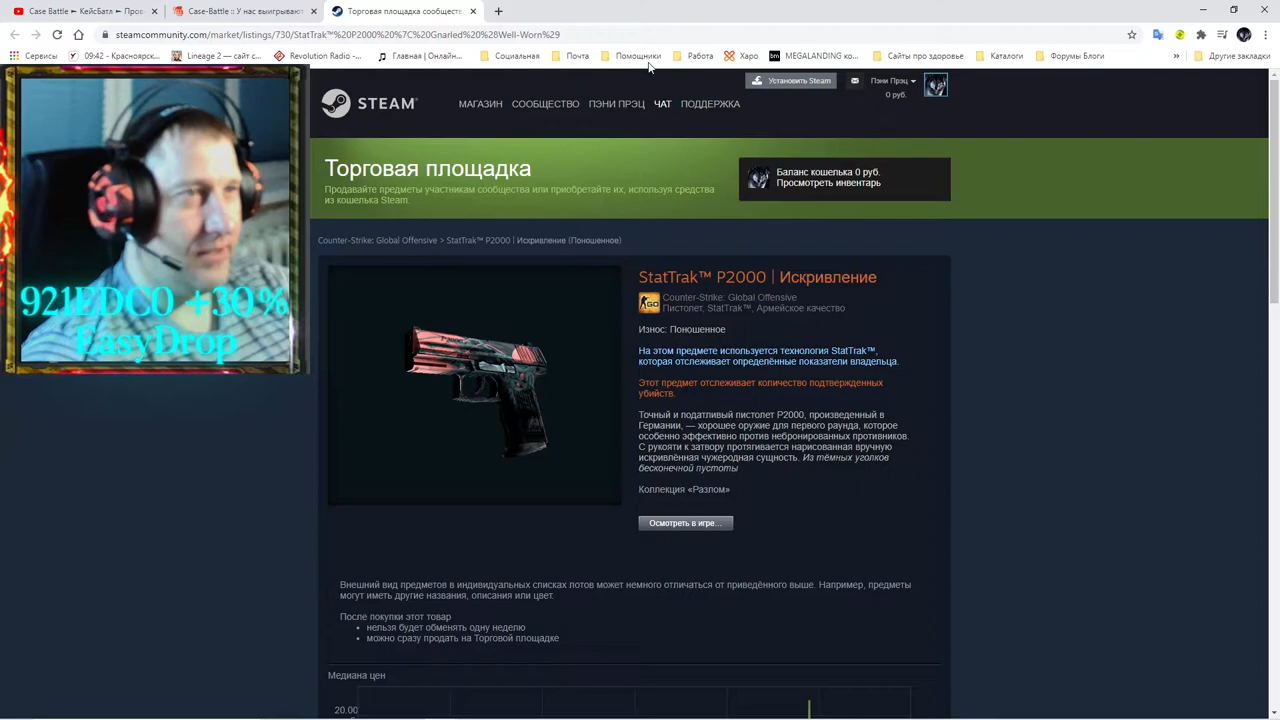 Case Battle ► КейсБатл ► Пров
Case-Battle :: У нас выигрывают
Торговая площадка сообществ
steamcommunity.com/market/listings/730/StatTrak™%20P2000%20%7C%20Gnarled%20%28Well-Worn%29
Сервисы
09:42 - Красноярск...
Lineage 2 — сайт с...
Revolution Radio -...
Главная | Онлайн...
Социальная
Почта
Помощники
Работа
Харо
MEGALANDING ко...
Сайты про здоровье
Каталоги
Форумы Блоги
»
Другие закладки
STEAM
МАГАЗИН
СООБЩЕСТВО
ПЭНИ ПРЭЦ
ЧАТ
ПОДДЕРЖКА
Установить Steam
Пэни Прэц
0 руб.
Торговая площадка
Продавайте предметы участникам сообщества или приобретайте их, используя средства
из кошелька Steam.
Баланс кошелька 0 руб.
Просмотреть инвентарь
921EDC0 +30%
EasyDrop
Counter-Strike: Global Offensive > StatTrak™ P2000 | Искривление (Поношенное)
StatTrak™ P2000 | Искривление
Counter-Strike: Global Offensive
Пистолет, StatTrak™, Армейское качество
Износ: Поношенное
На этом предмете используется технология StatTrak™,
которая отслеживает определённые показатели владельца.
Этот предмет отслеживает количество подтвержденных
убийств.
Точный и податливый пистолет P2000, произведенный в
Германии, — хорошее оружие для первого раунда, которое
особенно эффективно против небронированных противников.
С рукояти к затвору протягивается нарисованная вручную
искривлённая чужеродная сущность. Из тёмных уголков
бесконечной пустоты
Коллекция «Разлом»
Осмотреть в игре…
Внешний вид предметов в индивидуальных списках лотов может немного отличаться от приведённого выше. Например, предметы
могут иметь другие названия, описания или цвет.
После покупки этот товар
• нельзя будет обменять одну неделю
• можно сразу продать на Торговой площадке
Медиана цен
20.00